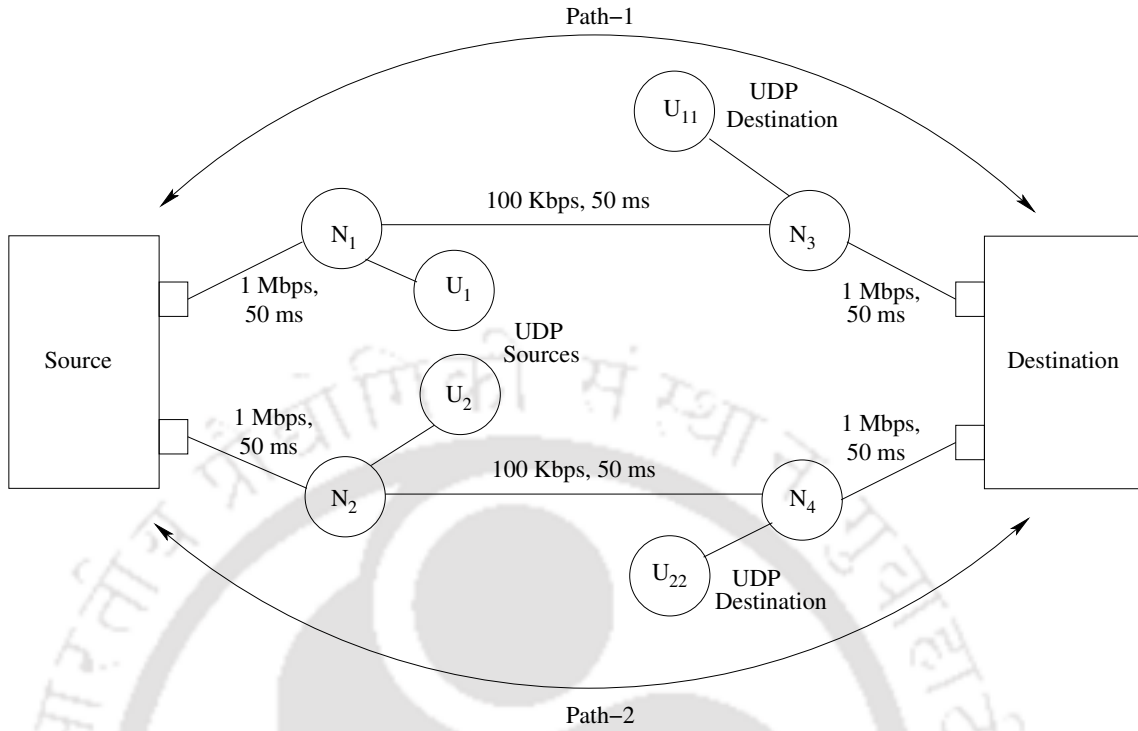 Path−1
U11
UDP
Destination
100 Kbps, 50 ms
N1
N3
1 Mbps,
50 ms
U1
1 Mbps,
50 ms
UDP
Sources
Source
Destination
U2
1 Mbps,
50 ms
1 Mbps,
50 ms
100 Kbps, 50 ms
N2
N4
U22
UDP
Destination
Path−2